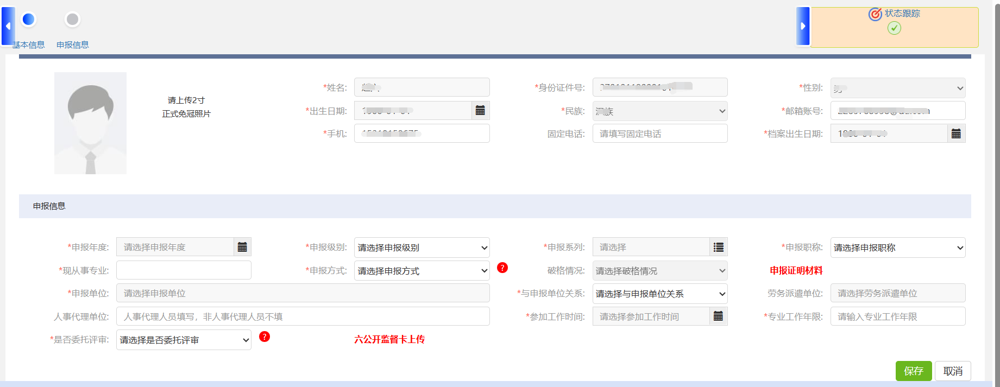 状态跟踪
基本信息 申报信息
请上传2寸
正式免冠照片
*姓名: *身份证件号: *性别:
*出生日期: *民族: *邮箱账号:
*手机: 固定电话: 请填写固定电话 *档案出生日期:
申报信息
*申报年度: 请选择申报年度 *申报级别: 请选择申报级别 *申报系列: 请选择 *申报职称: 请选择申报职称
*现从事专业: *申报方式: 请选择申报方式 ? 破格情况: 请选择破格情况 申报证明材料
*申报单位: 请选择申报单位 *与申报单位关系: 请选择与申报单位关系 劳务派遣单位: 请选择劳务派遣单位
人事代理单位: 人事代理人员填写，非人事代理人员不填 *参加工作时间: 请选择参加工作时间 *专业工作年限: 请输入专业工作年限
*是否委托评审: 请选择是否委托评审 ? 六公开监督卡上传
保存 取消